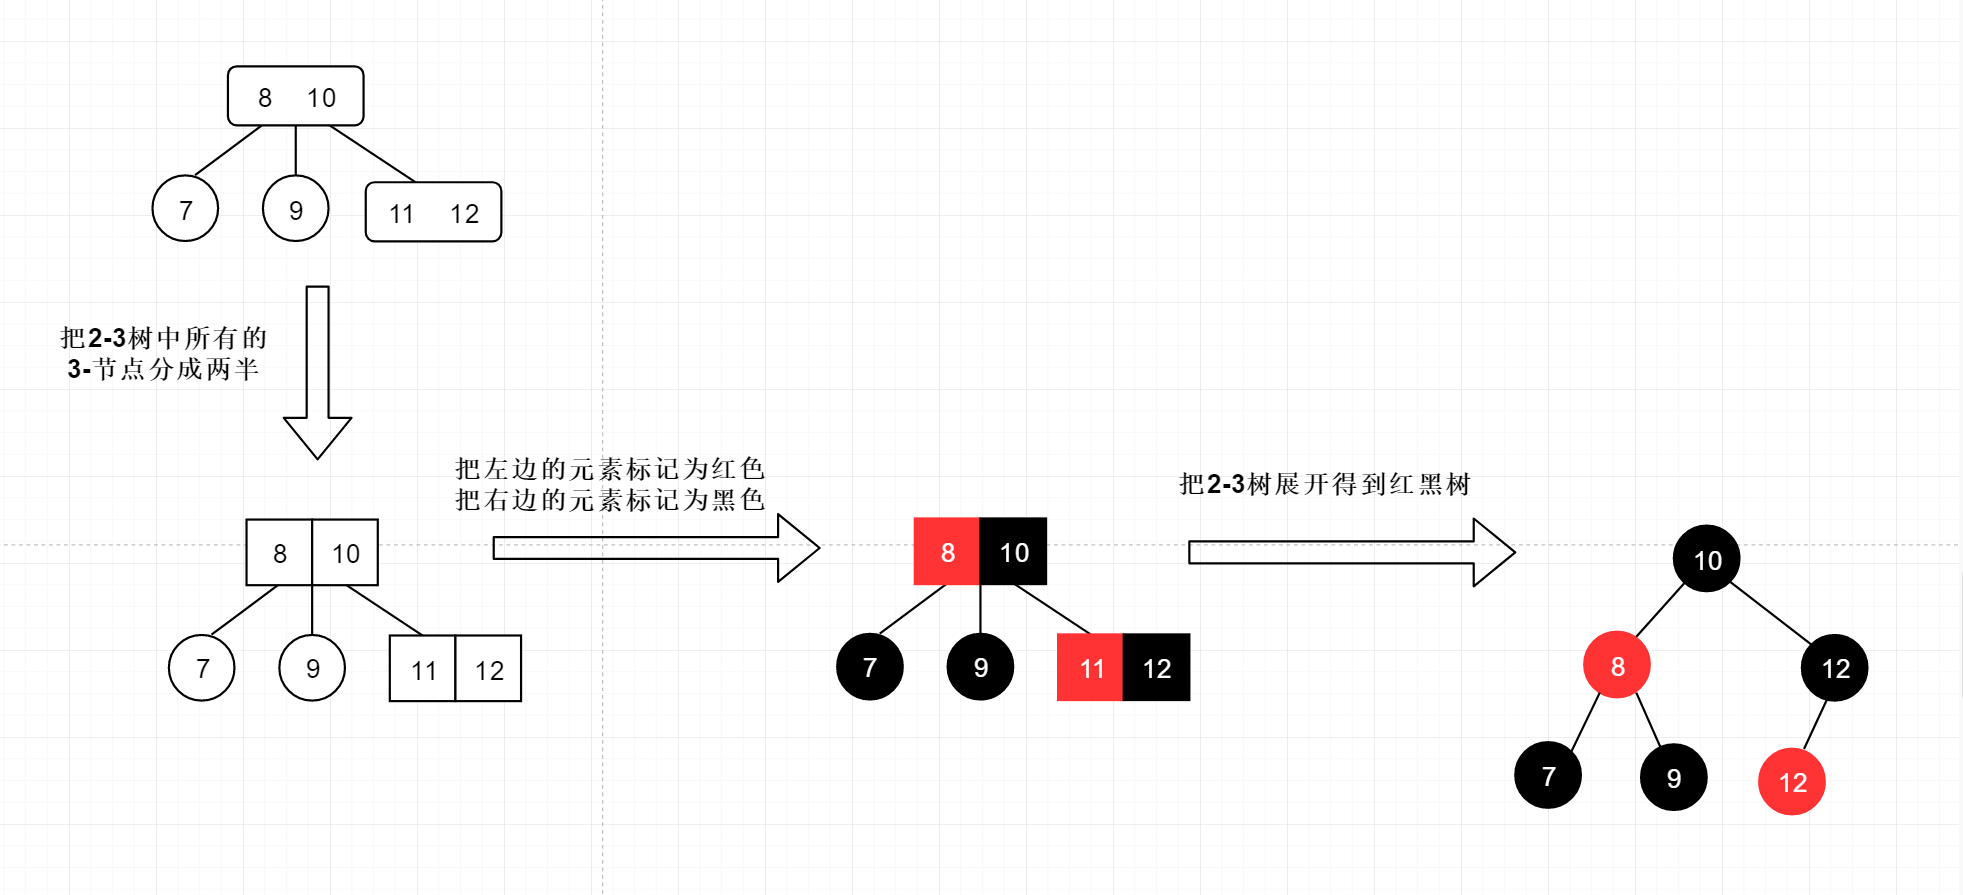 8 10
7 9 11 12
把2-3树中所有的
3-节点分成两半
把左边的元素标记为红色
把右边的元素标记为黑色
把2-3树展开得到红黑树
8 10
7 9 11 12
8 10
7 9 11 12
10
8 12
7 9 12